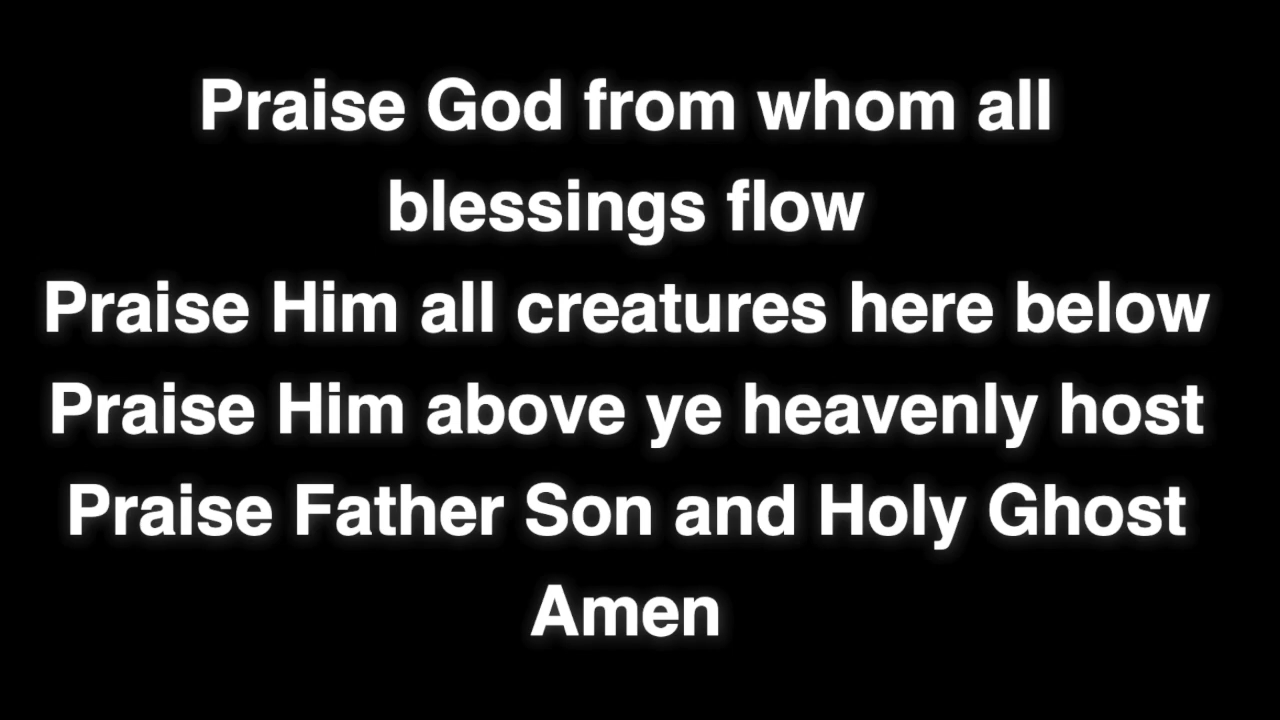 Praise God from whom all
blessings flow
Praise Him all creatures here below
Praise Him above ye heavenly host
Praise Father Son and Holy Ghost
Amen